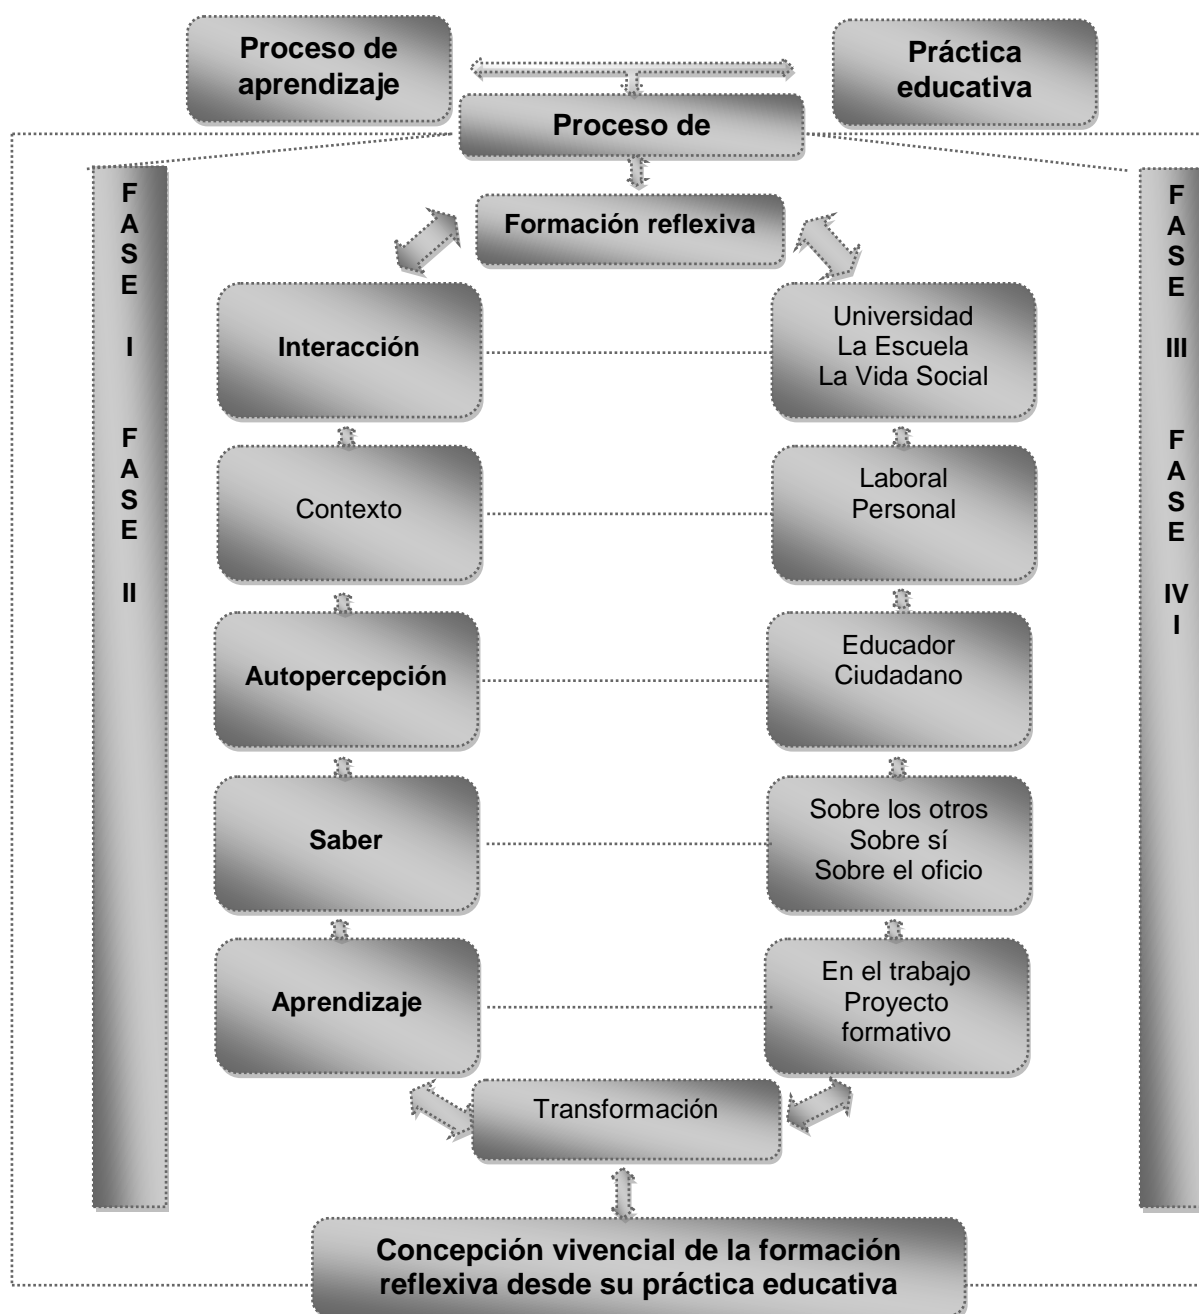 Proceso de
aprendizaje
Práctica
educativa
Proceso de
Formación reflexiva
F
A
S
E
I
F
A
S
E
II
F
A
S
E
III
F
A
S
E
IV
I
Interacción
Universidad
La Escuela
La Vida Social
Contexto
Laboral
Personal
Autopercepción
Educador
Ciudadano
Saber
Sobre los otros
Sobre sí
Sobre el oficio
Aprendizaje
En el trabajo
Proyecto
formativo
Transformación
Concepción vivencial de la formación
reflexiva desde su práctica educativa